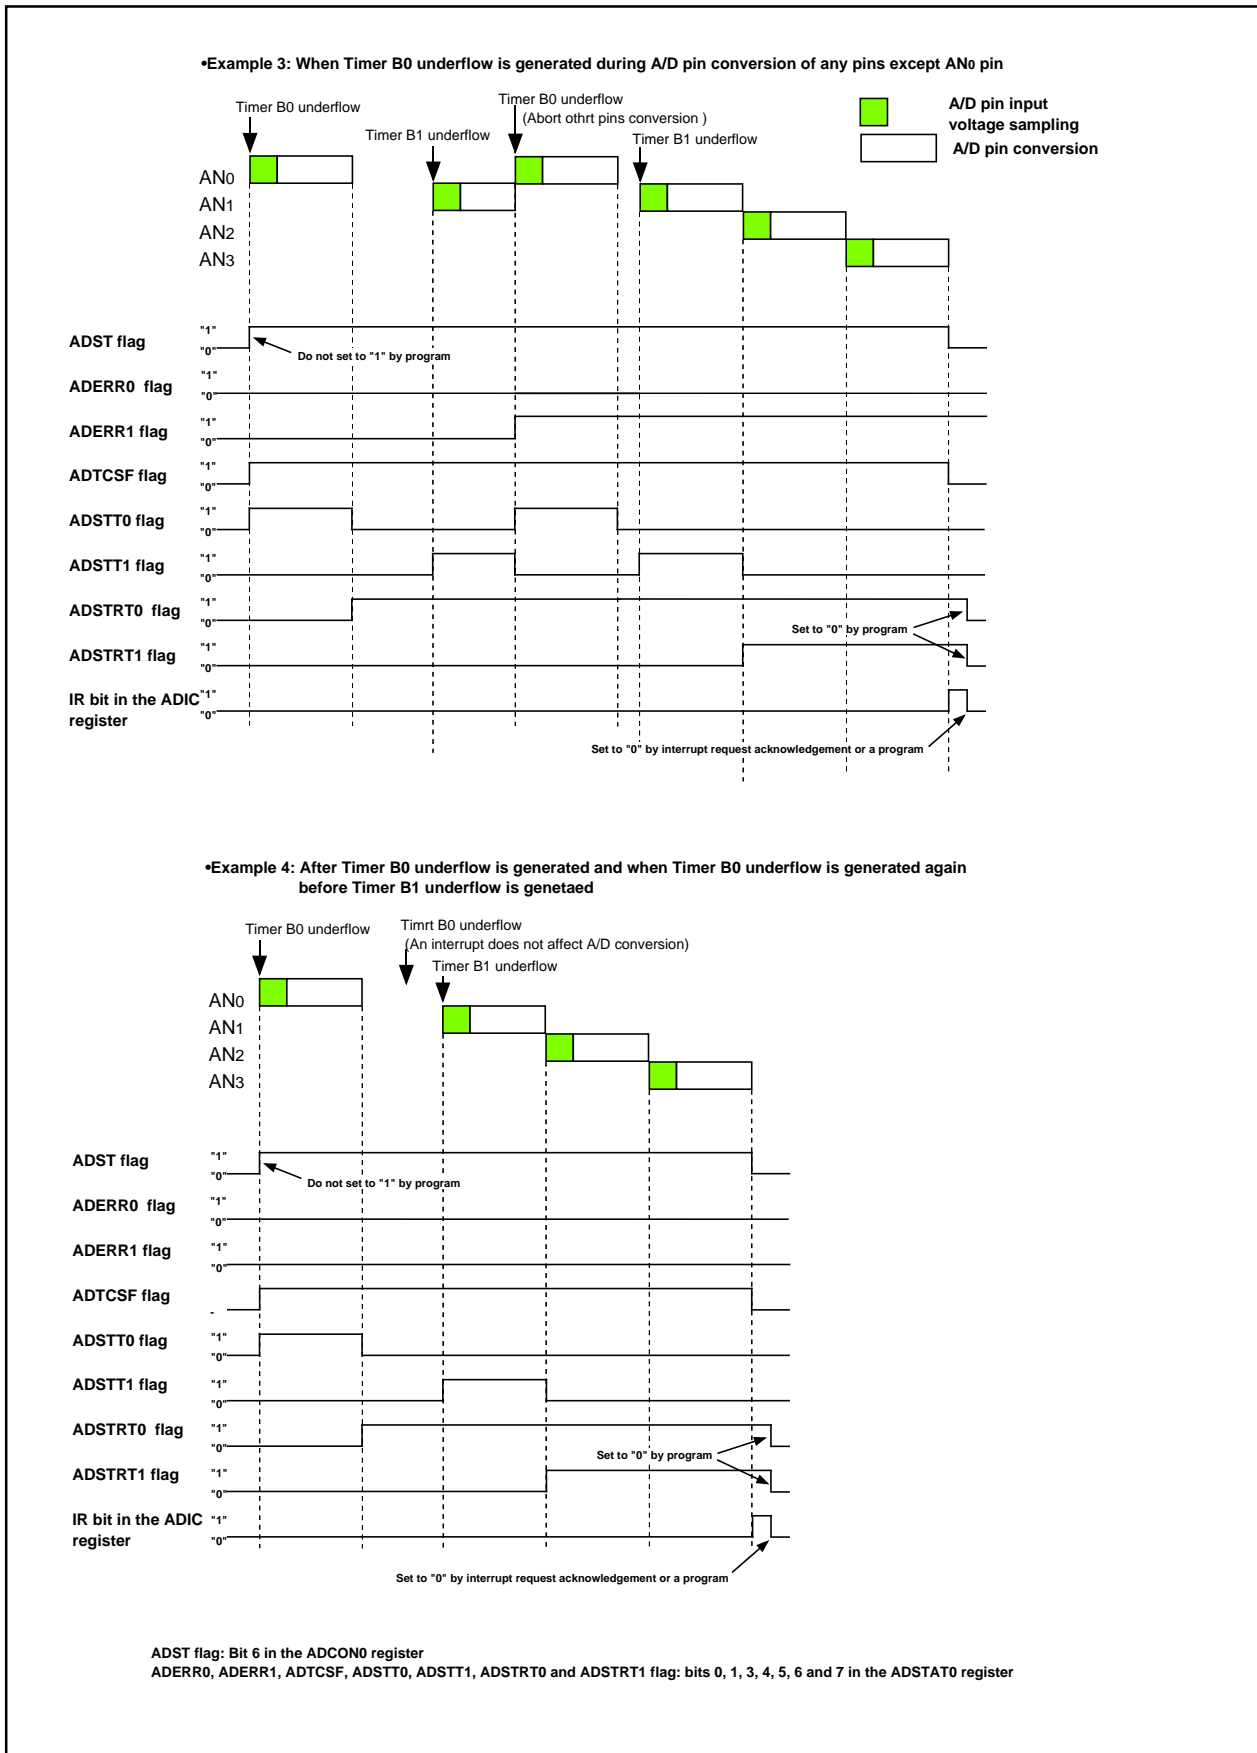 •Example 3: When Timer B0 underflow is generated during A/D pin conversion of any pins except AN0 pin
Timer B0 underflow
Timer B1 underflow
Timer B0 underflow
(Abort othrt pins conversion )
Timer B1 underflow
A/D pin input
voltage sampling
A/D pin conversion
AN0
AN1
AN2
AN3
ADST flag "1"
"0"
Do not set to "1" by program
ADERR0 flag "1"
"0"
ADERR1 flag "1"
"0"
ADTCSF flag "1"
"0"
ADSTT0 flag "1"
"0"
ADSTT1 flag "1"
"0"
ADSTRT0 flag "1"
"0"
Set to "0" by program
ADSTRT1 flag "1"
"0"
IR bit in the ADIC "1"
register "0"
Set to "0" by interrupt request acknowledgement or a program
•Example 4: After Timer B0 underflow is generated and when Timer B0 underflow is generated again
before Timer B1 underflow is genetaed
Timer B0 underflow
Timrt B0 underflow
(An interrupt does not affect A/D conversion)
Timer B1 underflow
AN0
AN1
AN2
AN3
ADST flag "1"
"0"
Do not set to "1" by program
ADERR0 flag "1"
"0"
ADERR1 flag "1"
"0"
ADTCSF flag
-
ADSTT0 flag "1"
"0"
ADSTT1 flag "1"
"0"
ADSTRT0 flag "1"
"0"
Set to "0" by program
ADSTRT1 flag "1"
"0"
IR bit in the ADIC "1"
register "0"
Set to "0" by interrupt request acknowledgement or a program
ADST flag: Bit 6 in the ADCON0 register
ADERR0, ADERR1, ADTCSF, ADSTT0, ADSTT1, ADSTRT0 and ADSTRT1 flag: bits 0, 1, 3, 4, 5, 6 and 7 in the ADSTAT0 register